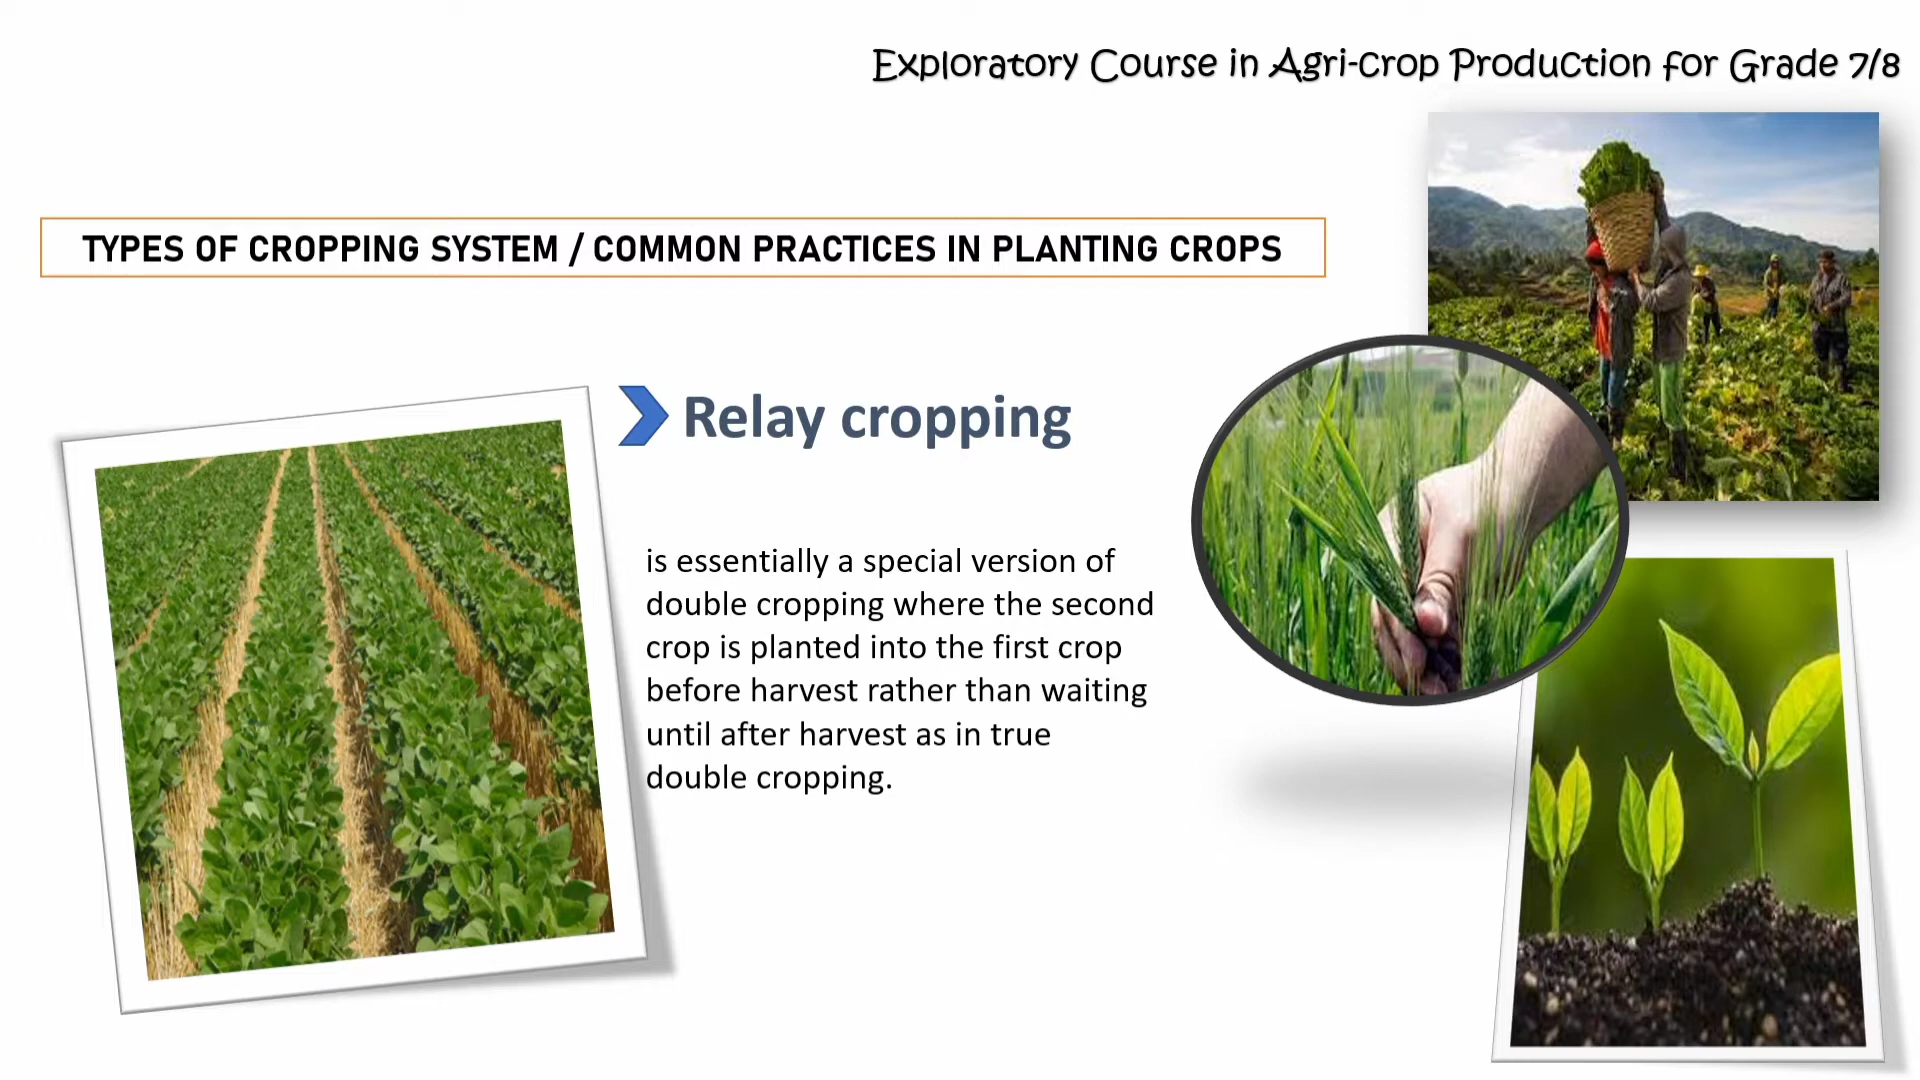 Exploratory Course in Agri-crop Production for Grade 7/8
TYPES OF CROPPING SYSTEM / COMMON PRACTICES IN PLANTING CROPS
Relay cropping
is essentially a special version of
double cropping where the second
crop is planted into the first crop
before harvest rather than waiting
until after harvest as in true
double cropping.